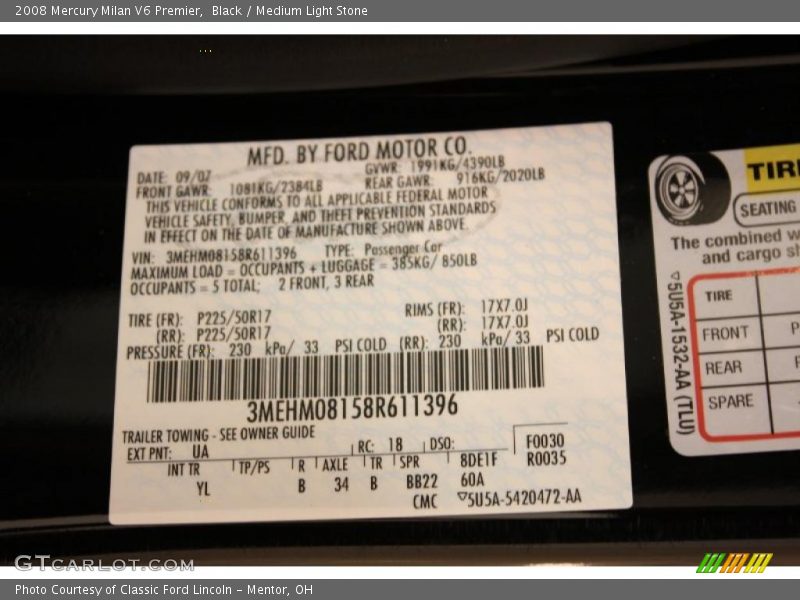 2008 Mercury Milan V6 Premier,  Black / Medium Light Stone
MFD. BY FORD MOTOR CO.
DATE: 09/07 GVWR: 1991KG/4390LB
FRONT GAWR: 1081KG/2384LB REAR GAWR: 916KG/2020LB
THIS VEHICLE CONFORMS TO ALL APPLICABLE FEDERAL MOTOR
VEHICLE SAFETY, BUMPER, AND THEFT PREVENTION STANDARDS
IN EFFECT ON THE DATE OF MANUFACTURE SHOWN ABOVE.
VIN: 3MEHM08158R611396 TYPE: Passenger Car
MAXIMUM LOAD = OCCUPANTS + LUGGAGE = 385KG/ 850LB
OCCUPANTS = 5 TOTAL; 2 FRONT, 3 REAR
TIRE (FR): P225/50R17 RIMS (FR): 17X7.0J
(RR): P225/50R17 (RR): 17X7.0J
PRESSURE (FR): 230 kPa/ 33 PSI COLD (RR): 230 kPa/ 33 PSI COLD
3MEHM08158R611396
TRAILER TOWING - SEE OWNER GUIDE
EXT PNT: UA RC: 18 DSO: F0030
INT TR TP/PS R AXLE TR SPR 8DE1F R0035
YL B 34 B BB22 60A
CMC ▽5U5A-5420472-AA
TIRE
SEATING
The combined w
and cargo sh
▽5U5A-1532-AA (TLU)
TIRE
FRONT P
REAR P
SPARE
GTcarlot.com
Photo Courtesy of Classic Ford Lincoln - Mentor, OH